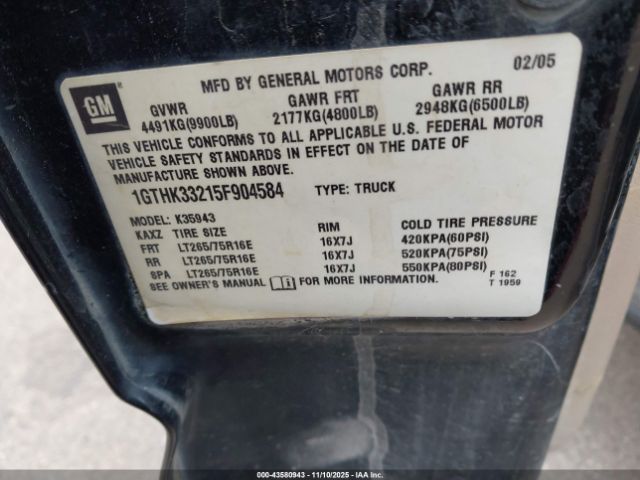 MFD BY GENERAL MOTORS CORP. 02/05
GM
GVWR GAWR FRT GAWR RR
4491KG(9900LB) 2177KG(4800LB) 2948KG(6500LB)
THIS VEHICLE CONFORMS TO ALL APPLICABLE U.S. FEDERAL MOTOR
VEHICLE SAFETY STANDARDS IN EFFECT ON THE DATE OF
MANUFACTURE SHOWN ABOVE.
1GTHK33215F904584 TYPE: TRUCK
MODEL: K35943
KAXZ TIRE SIZE RIM COLD TIRE PRESSURE
FRT LT265/75R16E 16X7J 420KPA(60PSI)
RR LT265/75R16E 16X7J 520KPA(75PSI)
SPA LT265/75R16E 16X7J 550KPA(80PSI)
SEE OWNER'S MANUAL FOR MORE INFORMATION.
F 162
T 1959
000-43580943 - 11/10/2025 - IAAI.COM